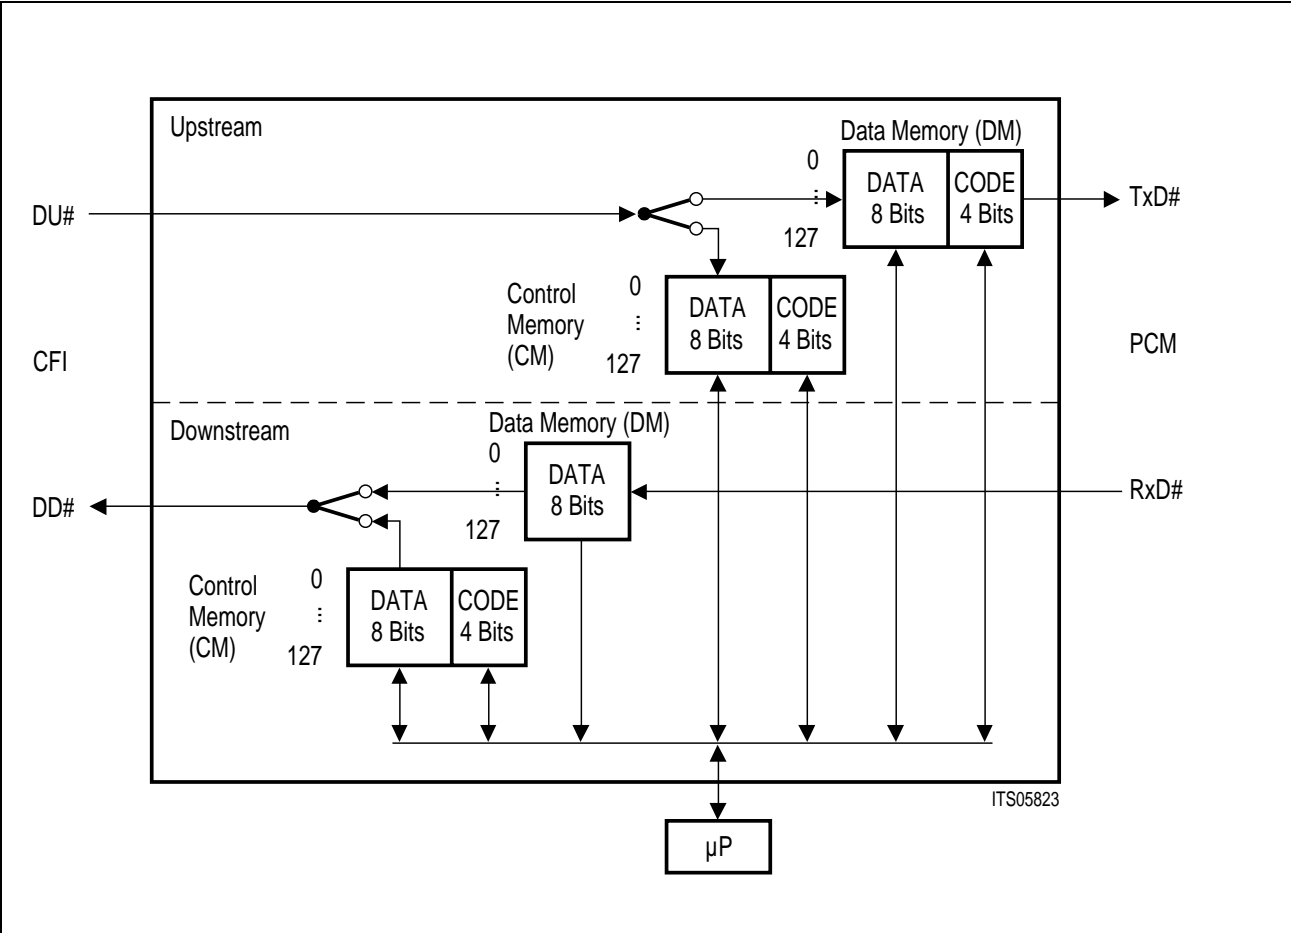 Upstream
Data Memory (DM)
0
⋮
127
DATA
8 Bits
CODE
4 Bits
DU#
TxD#
Control
Memory
(CM)
0
⋮
127
DATA
8 Bits
CODE
4 Bits
CFI
PCM
Downstream
Data Memory (DM)
0
⋮
127
DATA
8 Bits
DD#
RxD#
Control
Memory
(CM)
0
⋮
127
DATA
8 Bits
CODE
4 Bits
ITS05823
µP